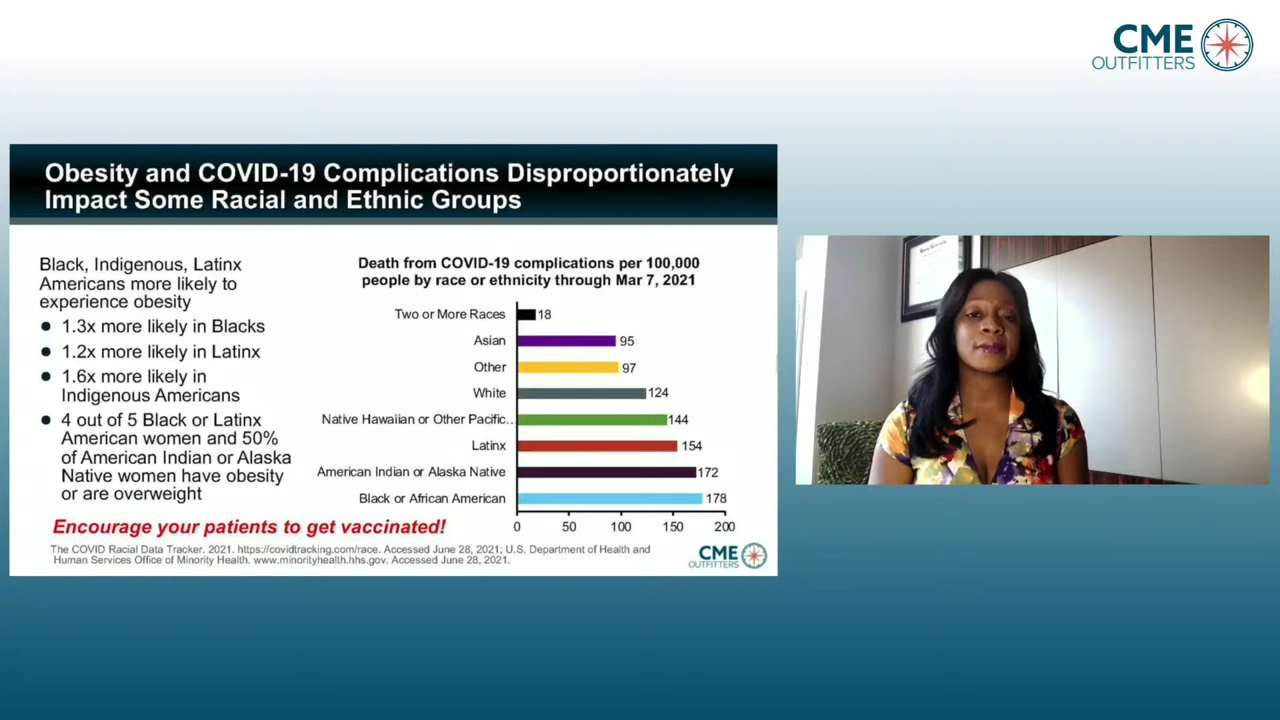 CME
OUTFITTERS
Obesity and COVID-19 Complications Disproportionately
Impact Some Racial and Ethnic Groups
Black, Indigenous, Latinx
Americans more likely to
experience obesity
● 1.3x more likely in Blacks
● 1.2x more likely in Latinx
● 1.6x more likely in
Indigenous Americans
● 4 out of 5 Black or Latinx
American women and 50%
of American Indian or Alaska
Native women have obesity
or are overweight
Death from COVID-19 complications per 100,000
people by race or ethnicity through Mar 7, 2021
Two or More Races 18
Asian 95
Other 97
White 124
Native Hawaiian or Other Pacific... 144
Latinx 154
American Indian or Alaska Native 172
Black or African American 178
0 50 100 150 200
Encourage your patients to get vaccinated!
The COVID Racial Data Tracker. 2021. https://covidtracking.com/race. Accessed June 28, 2021; U.S. Department of Health and
Human Services Office of Minority Health. www.minorityhealth.hhs.gov. Accessed June 28, 2021.
CME
OUTFITTERS